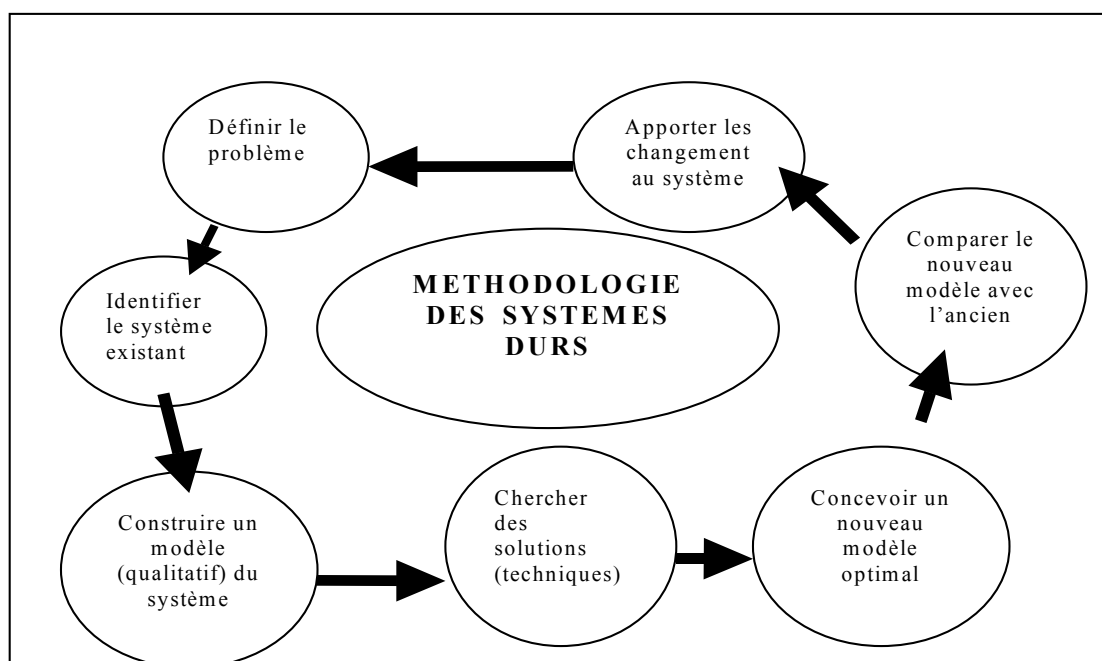 Définir le
problème
Apporter les
changement
au système
Comparer le
nouveau
modèle avec
l'ancien
METHODOLOGIE
DES SYSTEMES
DURS
Identifier
le système
existant
Construire un
modèle
(qualitatif) du
système
Chercher
des
solutions
(techniques)
Concevoir un
nouveau
modèle
optimal